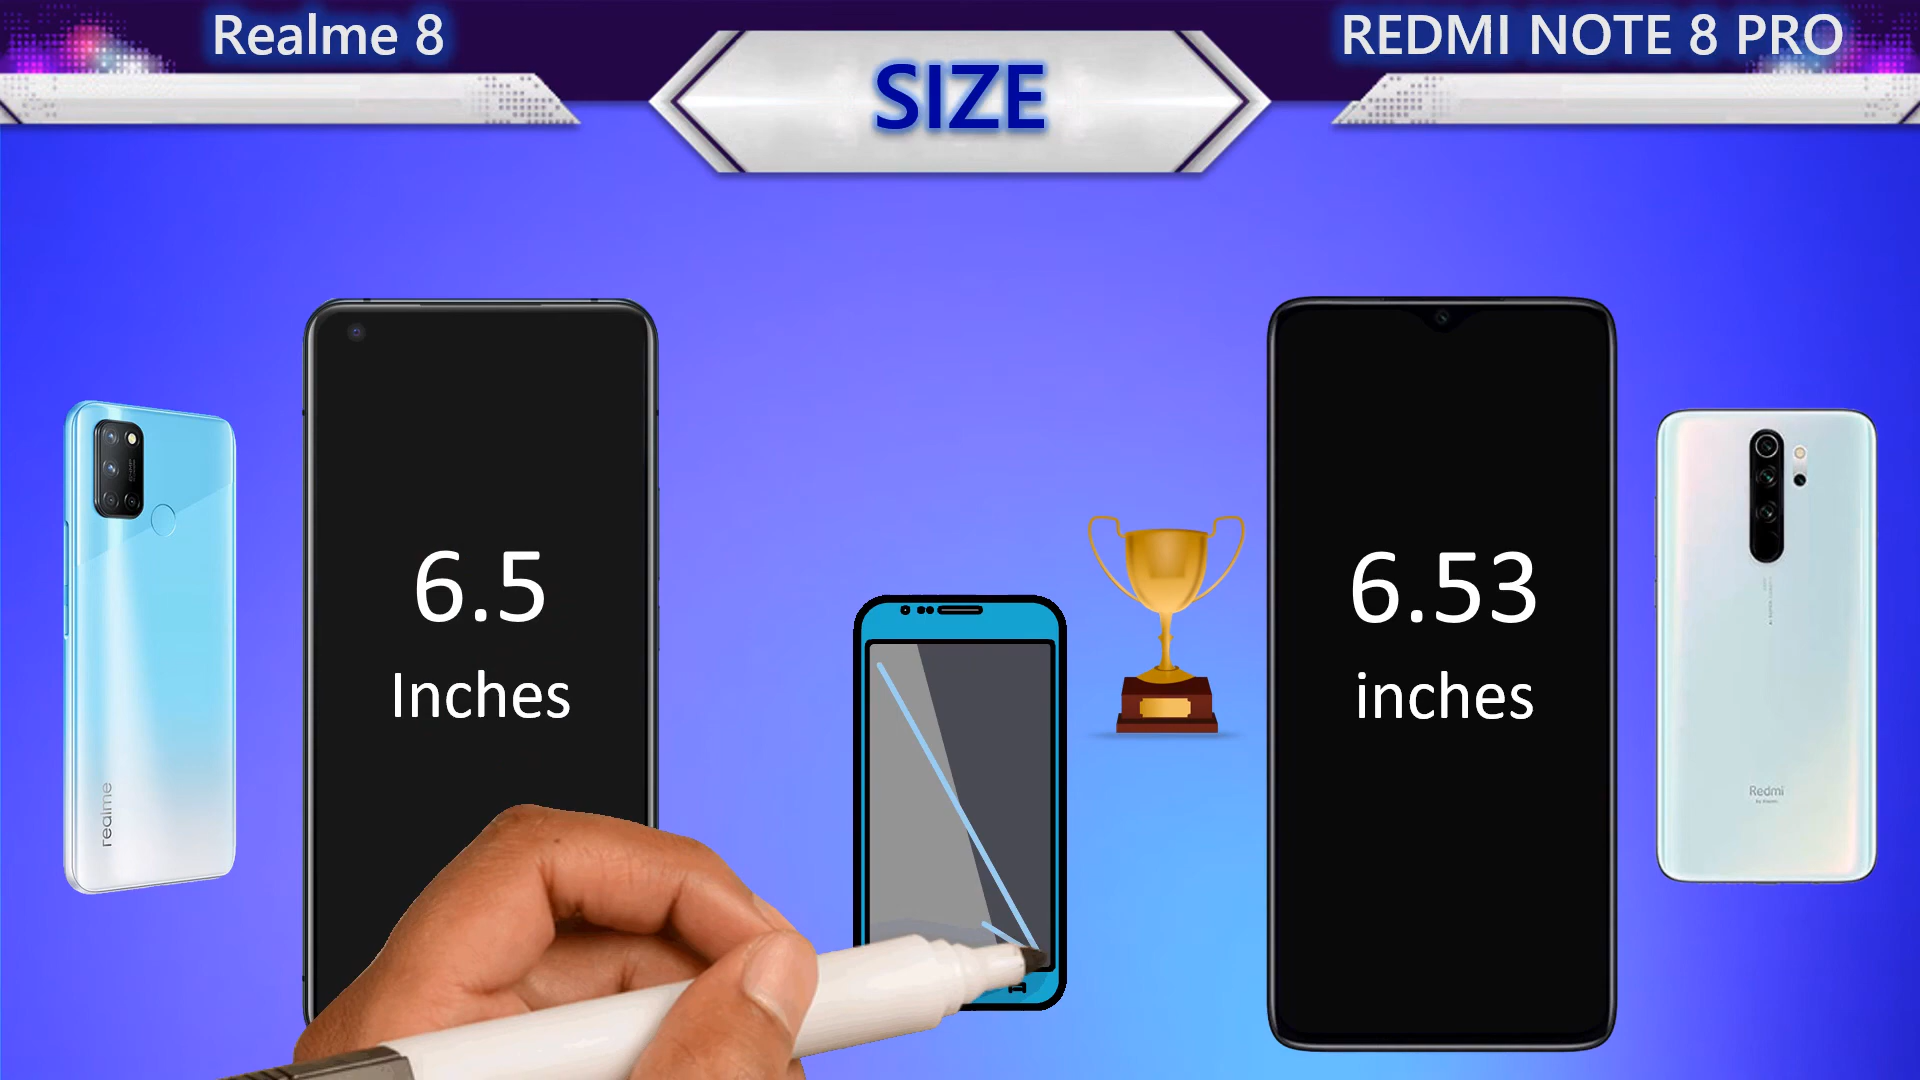 Realme 8
REDMI NOTE 8 PRO
SIZE
6.5
Inches
6.53
inches
realme
Redmi